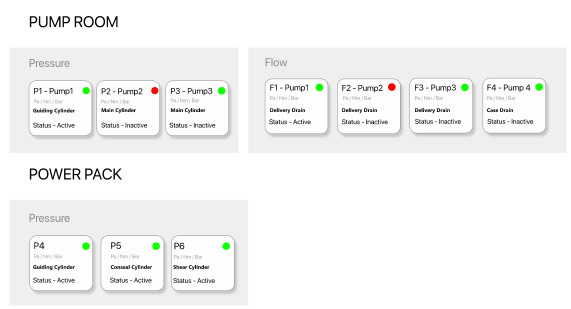 PUMP ROOM
Pressure
P1 - Pump1
Pa / Nm / Bar
Guiding Cylinder
Status - Active
P2 - Pump2
Pa / Nm / Bar
Main Cylinder
Status - Inactive
P3 - Pump3
Pa / Nm / Bar
Main Cylinder
Status - Inactive
Flow
F1 - Pump1
Pa / Nm / Bar
Delivery Drain
Status - Active
F2 - Pump2
Pa / Nm / Bar
Delivery Drain
Status - Inactive
F3 - Pump3
Pa / Nm / Bar
Delivery Drain
Status - Inactive
F4 - Pump 4
Pa / Nm / Bar
Case Drain
Status - Inactive
POWER PACK
Pressure
P4
Pa / Nm / Bar
Guiding Cylinder
Status - Active
P5
Pa / Nm / Bar
Conseal Cylinder
Status - Active
P6
Pa / Nm / Bar
Shear Cylinder
Status - Active